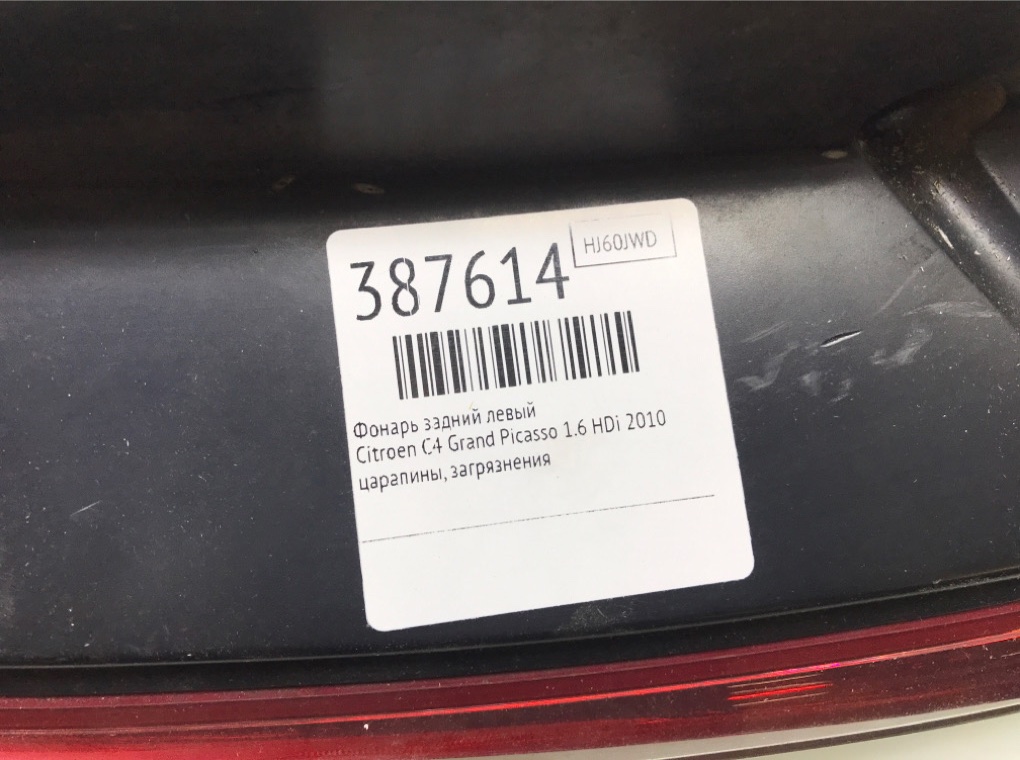 387614
HJ60JWD
Фонарь задний левый
Citroen C4 Grand Picasso 1.6 HDi 2010
царапины, загрязнения